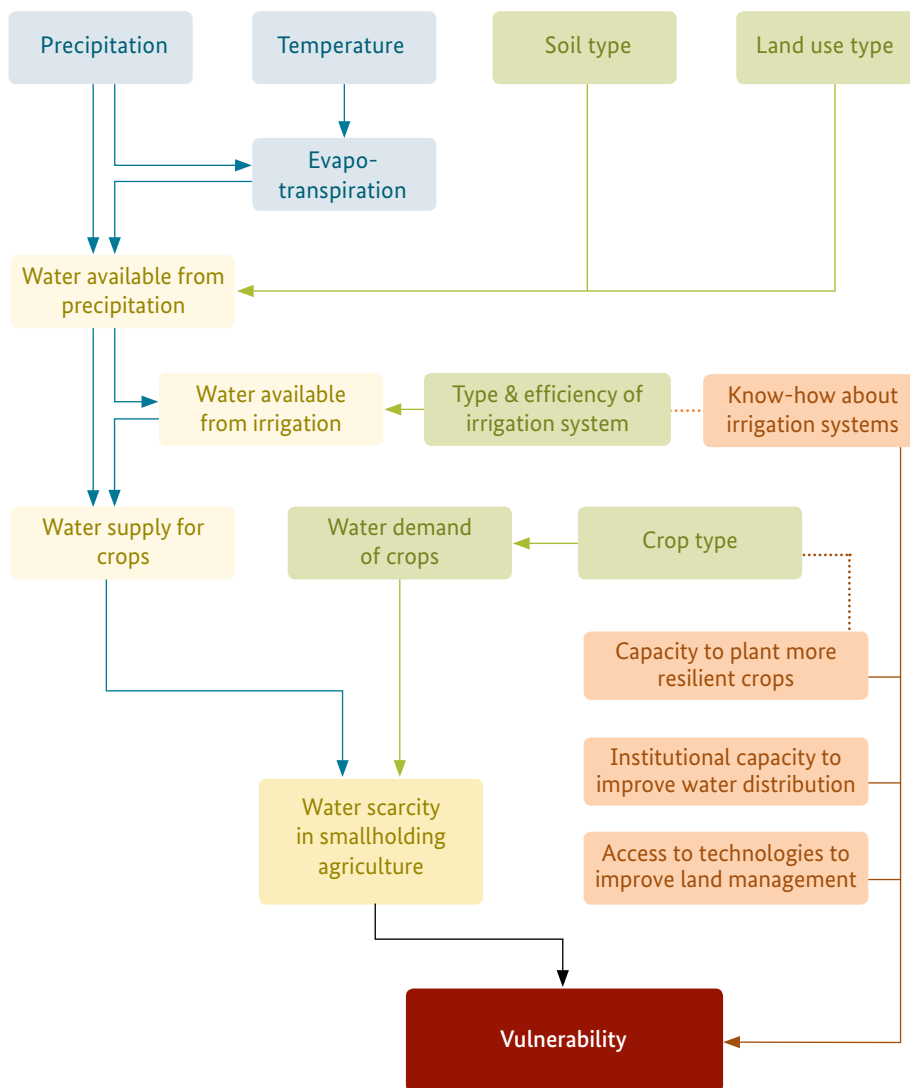 Precipitation
Temperature
Soil type
Land use type
Evapo-
transpiration
Water available from
precipitation
Water available
from irrigation
Type & efficiency of
irrigation system
Know-how about
irrigation systems
Water supply for
crops
Water demand
of crops
Crop type
Capacity to plant more
resilient crops
Institutional capacity to
improve water distribution
Water scarcity
in smallholding
agriculture
Access to technologies to
improve land management
Vulnerability